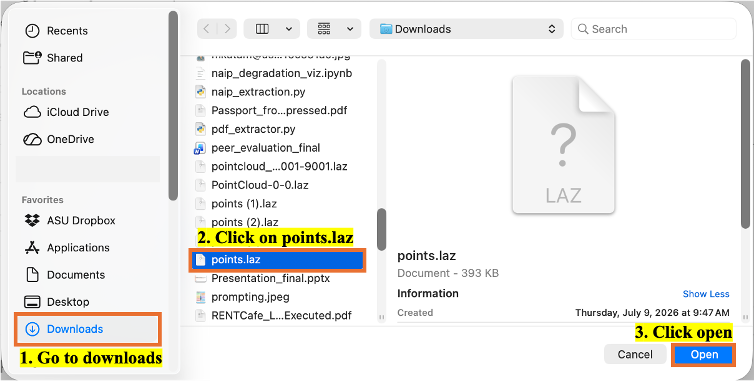 Recents
Shared
Locations
iCloud Drive
OneDrive
Favorites
ASU Dropbox
Applications
Documents
Desktop
Downloads
1. Go to downloads
Downloads
Search
naip_degradation_viz.ipynb
naip_extraction.py
Passport_fro...pressed.pdf
pdf_extractor.py
peer_evaluation_final
pointcloud_...001-9001.laz
PointCloud-0-0.laz
points (1).laz
points (2).laz
2. Click on points.laz
points.laz
Presentation_final.pptx
prompting.jpeg
RENTCafe_L...Executed.pdf
?
LAZ
points.laz
Document - 393 KB
Information
Show Less
Created
Thursday, July 9, 2026 at 9:47 AM
3. Click open
Cancel
Open